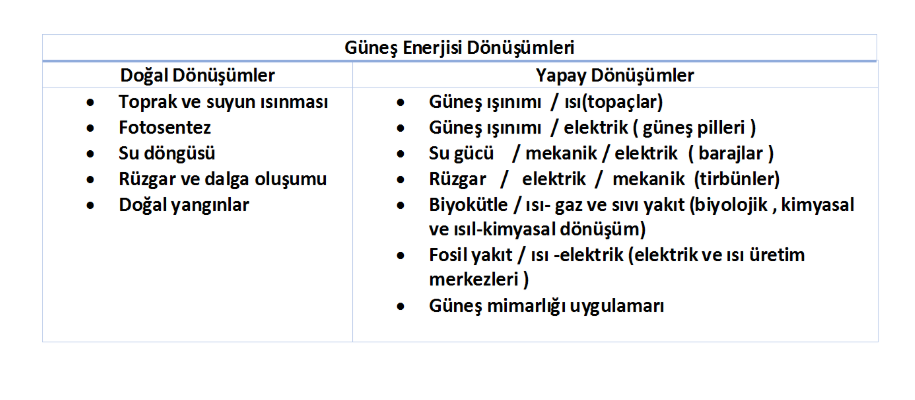 Güneş Enerjisi Dönüşümleri
Doğal Dönüşümler
Yapay Dönüşümler
• Toprak ve suyun ısınması
• Fotosentez
• Su döngüsü
• Rüzgar ve dalga oluşumu
• Doğal yangınlar
• Güneş ışınımı / ısı(topaçlar)
• Güneş ışınımı / elektrik ( güneş pilleri )
• Su gücü / mekanik / elektrik ( barajlar )
• Rüzgar / elektrik / mekanik (tirbünler)
• Biyokütle / ısı- gaz ve sıvı yakıt (biyolojik , kimyasal
ve ısıl-kimyasal dönüşüm)
• Fosil yakıt / ısı -elektrik (elektrik ve ısı üretim
merkezleri )
• Güneş mimarlığı uygulamarı